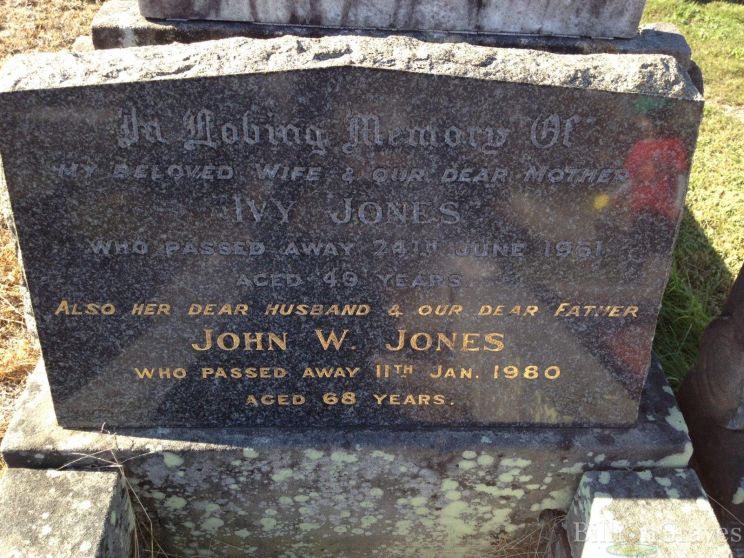 In Loving Memory Of
MY BELOVED WIFE & OUR DEAR MOTHER
IVY JONES
WHO PASSED AWAY 24TH JUNE 1961
AGED 49 YEARS
ALSO HER DEAR HUSBAND & OUR DEAR FATHER
JOHN W. JONES
WHO PASSED AWAY 11TH JAN. 1980
AGED 68 YEARS.
BillionGraves